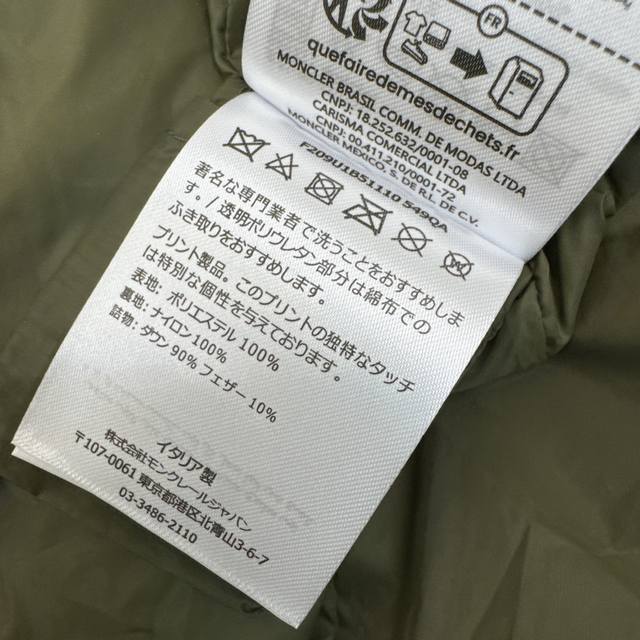 FR
quefairedemesdechets.fr
MONCLER BRASIL COMM. DE MODAS LTDA
CNPJ: 18.252.632/0001-08
CARISMA COMERCIAL LTDA
CNPJ: 00.411.210/0001-72
MONCLER MEXICO, S. DE R.L. DE C.V.
著名な専門業者で洗うことをおすすめしま
す。/ 透明ポリウレタン部分は綿布での
ふき取りをおすすめします。
プリント製品。このプリントの独特なタッチ
は特別な個性を与えております。
表地: ポリエステル 100%
裏地: ナイロン100%
詰物: ダウン 90% フェザー 10%
イタリア製
株式会社モンクレールジャパン
〒107-0061 東京都港区北青山3-6-7
03-3486-2110